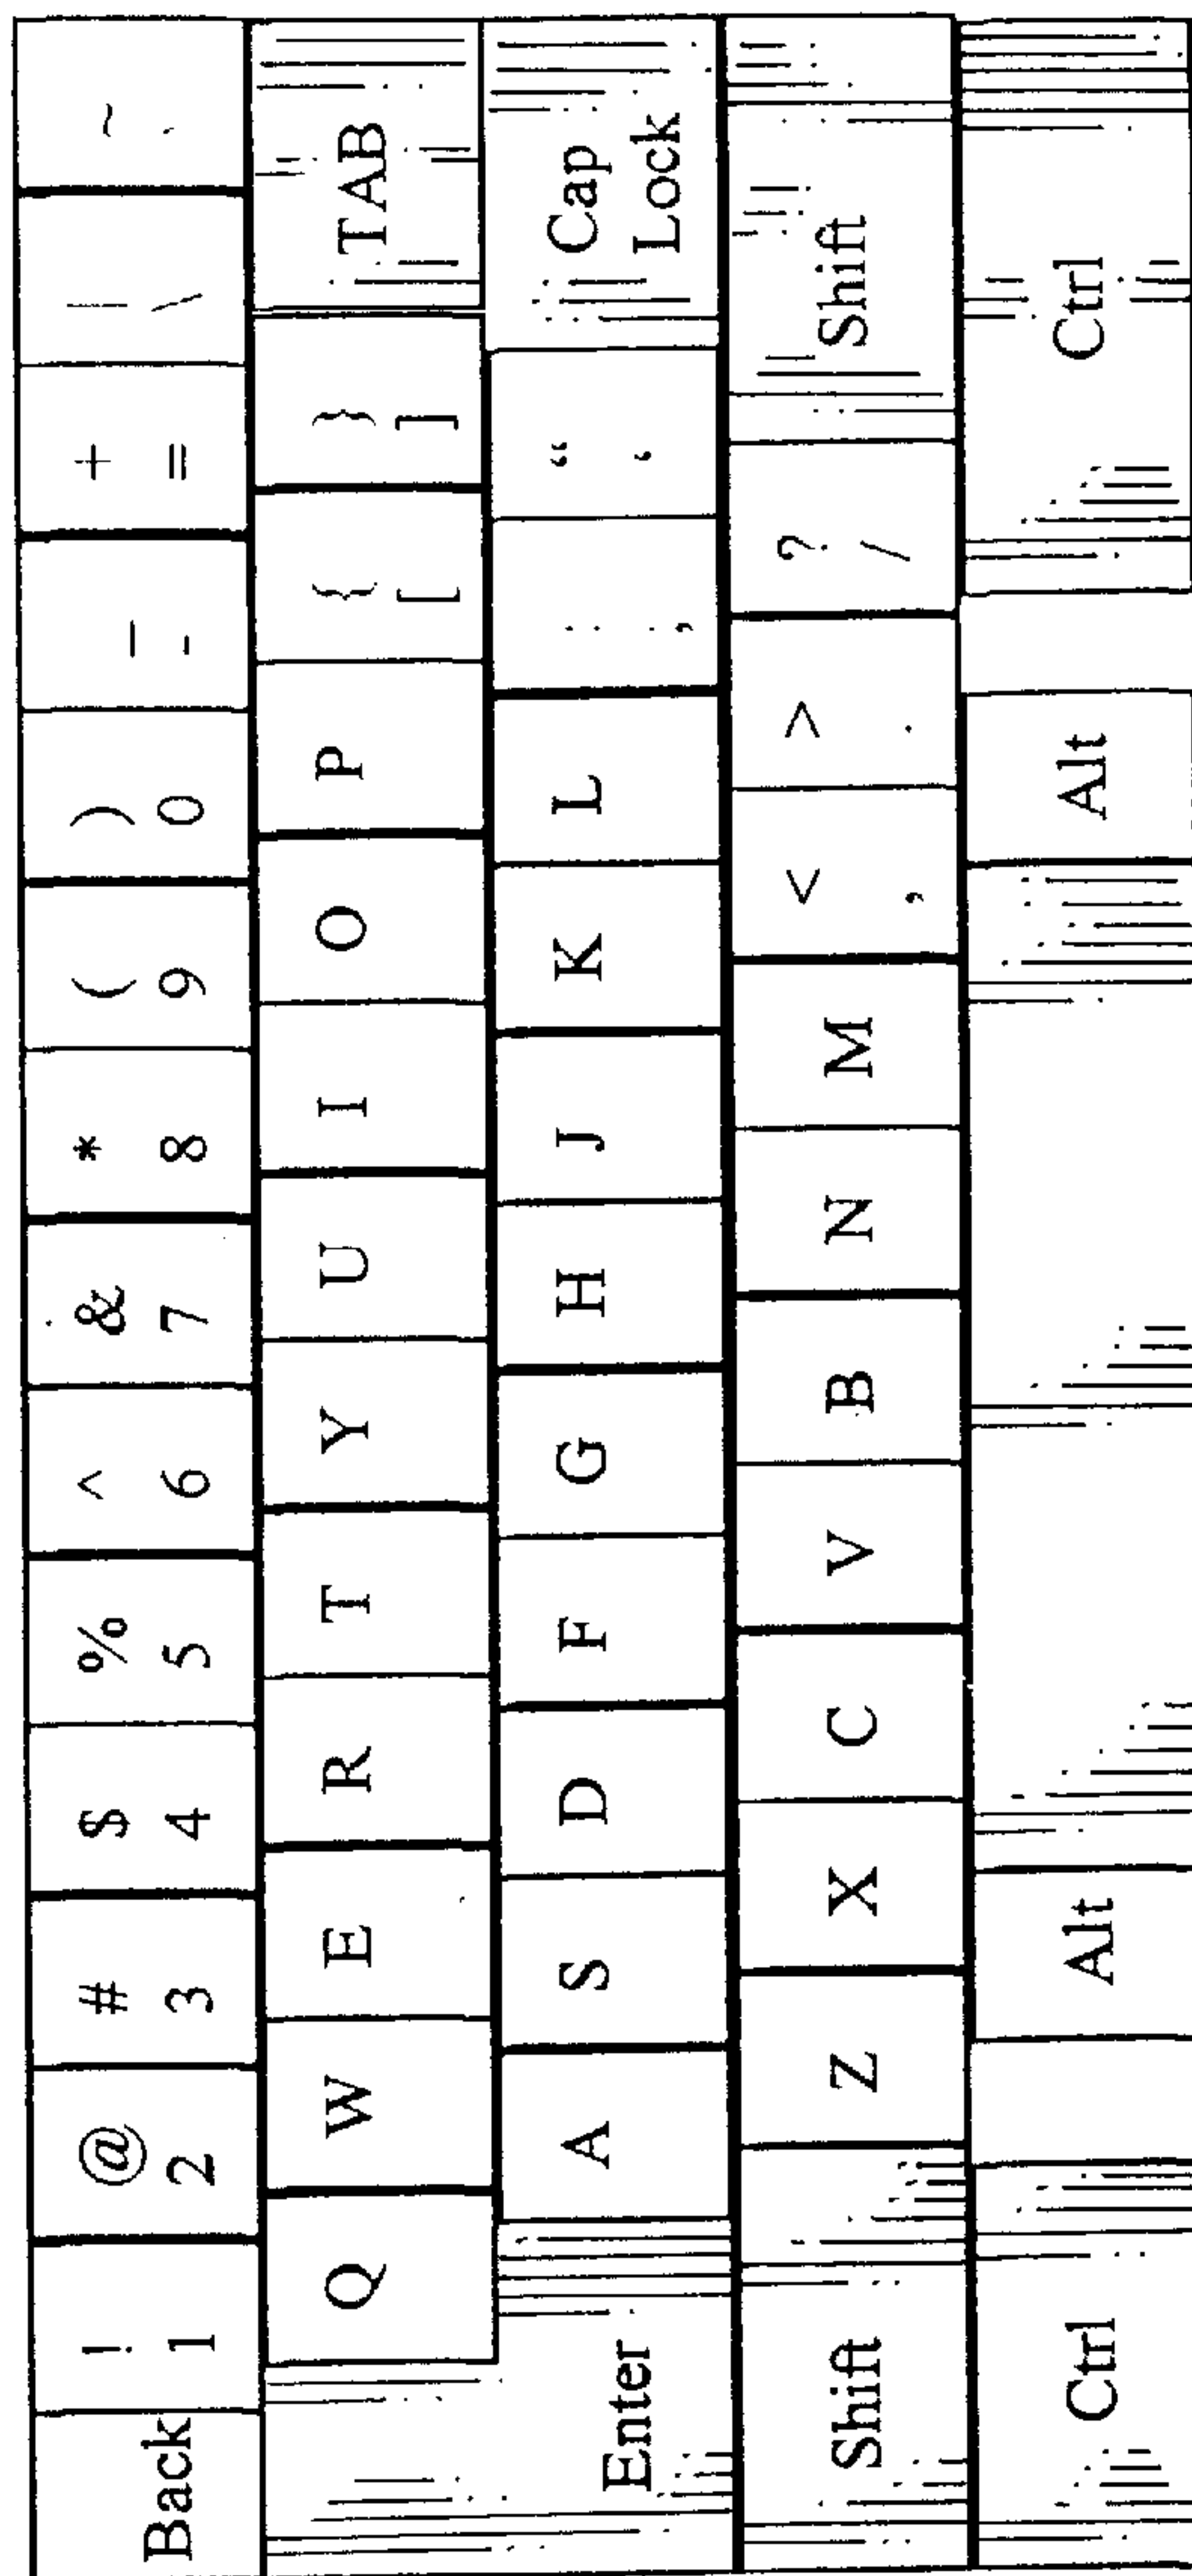 ! @ # $ % ^ & * ( ) _ + | ~
Back 1 2 3 4 5 6 7 8 9 0 - = \ `
Q W E R T Y U I O P { } TAB
[ ]
A S D F G H J K L : “ Cap
Enter ; ‘ Lock
< > ?
Shift Z X C V B N M , . / Shift
Ctrl Alt Alt Ctrl